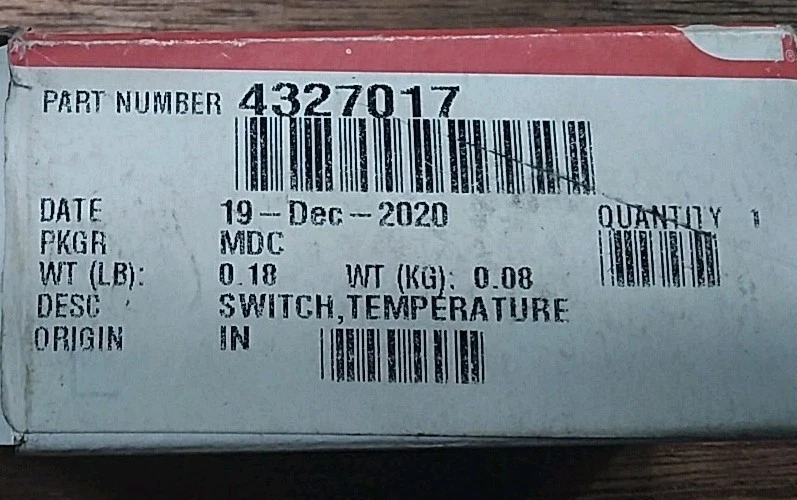 PART NUMBER 4327017
DATE 19-Dec-2020 QUANTITY 1
PKGR MDC
WT (LB): 0.18 WT (KG): 0.08
DESC SWITCH,TEMPERATURE
ORIGIN IN
®